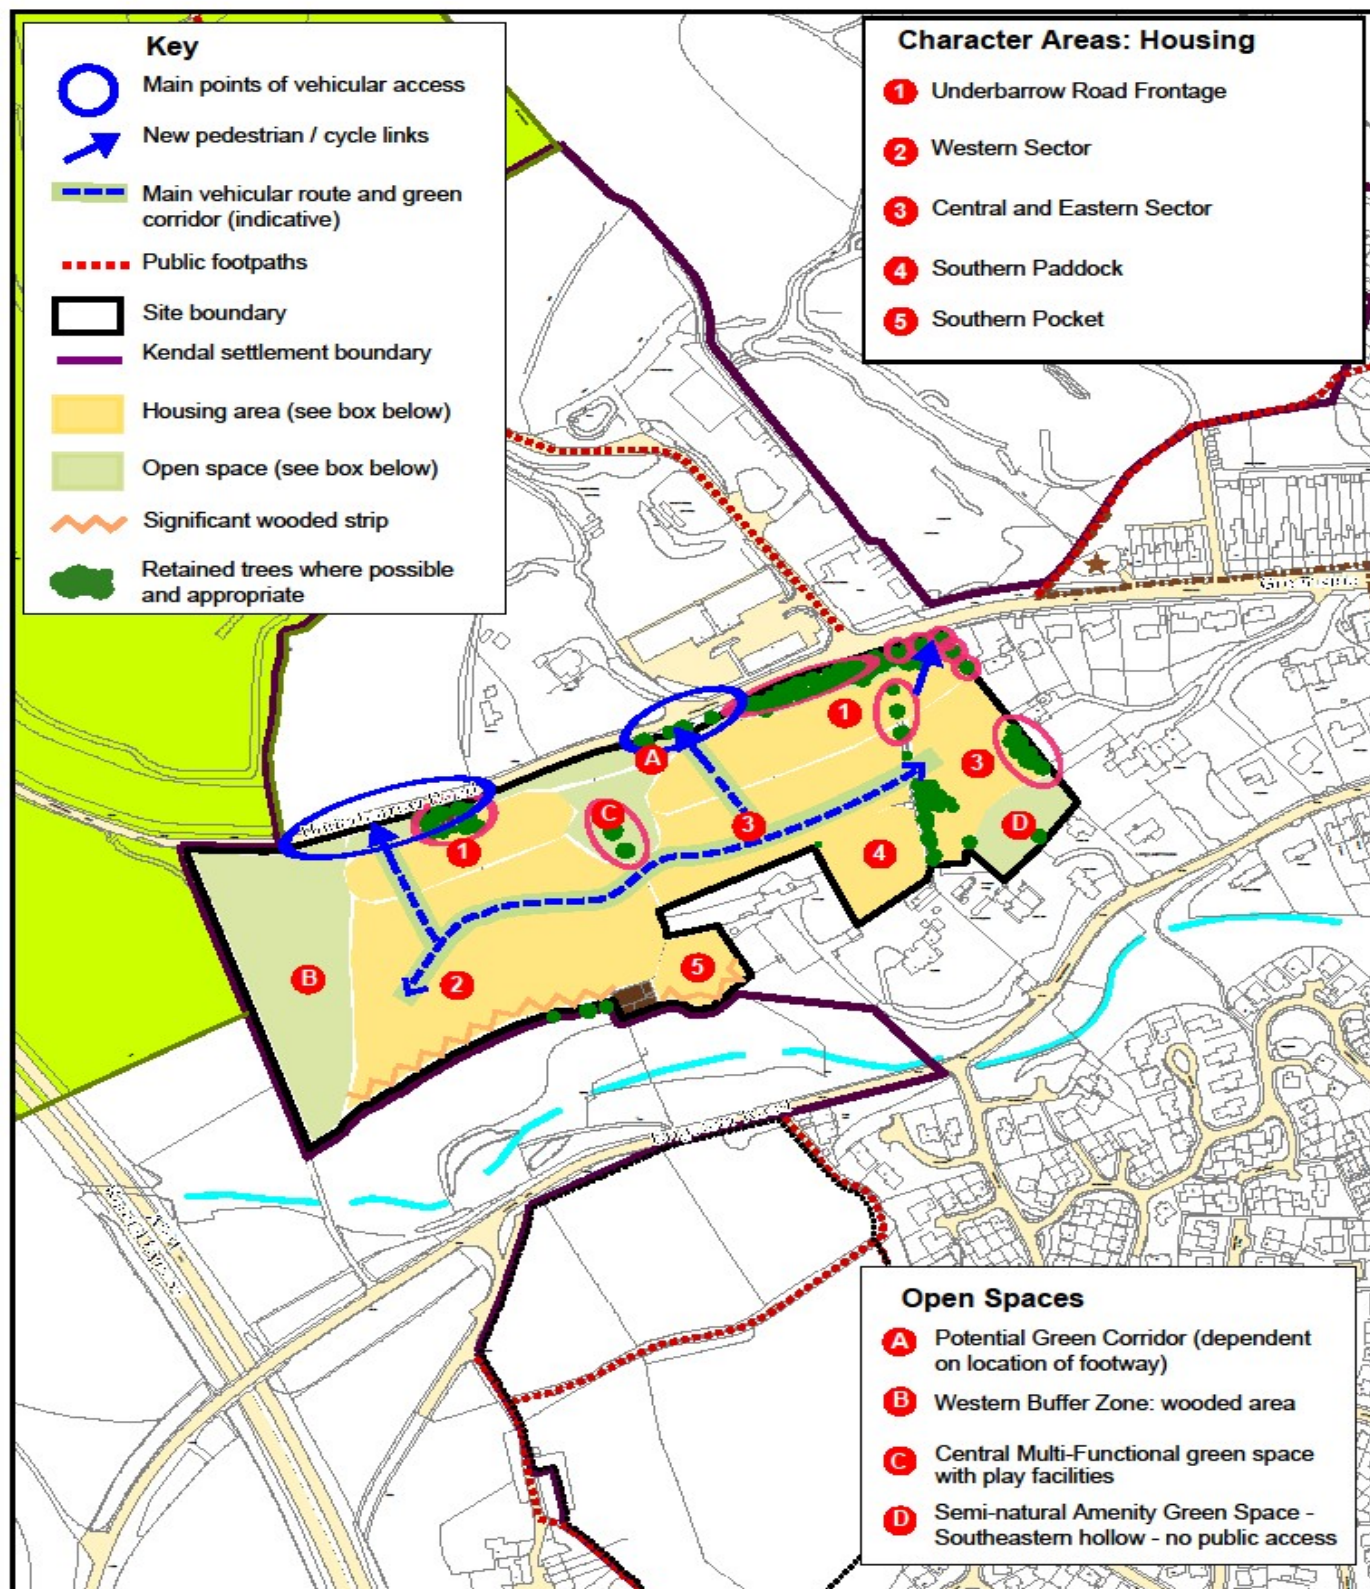 Key
Main points of vehicular access
New pedestrian / cycle links
Main vehicular route and green
corridor (indicative)
Public footpaths
Site boundary
Kendal settlement boundary
Housing area (see box below)
Open space (see box below)
Significant wooded strip
Retained trees where possible
and appropriate
Character Areas: Housing
1 Underbarrow Road Frontage
2 Western Sector
3 Central and Eastern Sector
4 Southern Paddock
5 Southern Pocket
1
3
A
C
3
D
1
4
B
2
5
Open Spaces
A Potential Green Corridor (dependent
on location of footway)
B Western Buffer Zone: wooded area
C Central Multi-Functional green space
with play facilities
D Semi-natural Amenity Green Space -
Southeastern hollow - no public access